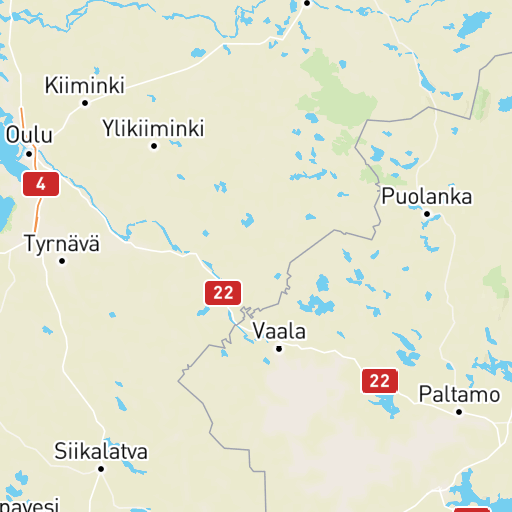 Kiiminki
Oulu
Ylikiiminki
4
Puolanka
Tyrnävä
22
Vaala
22
Paltamo
Siikalatva